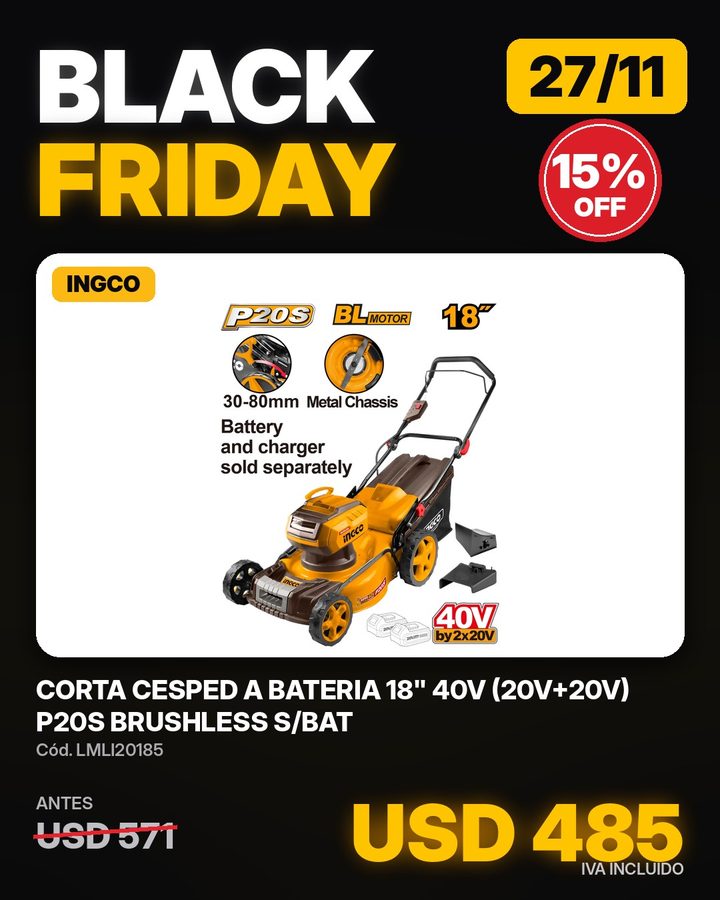 BLACK
FRIDAY
27/11
15%
OFF
INGCO
P20S
BL MOTOR
18"
30-80mm
Metal Chassis
Battery
and charger
sold separately
INGCO
INGCO
INGCO
40V
by 2x20V
CORTA CESPED A BATERIA 18" 40V (20V+20V)
P20S BRUSHLESS S/BAT
Cód. LMLI20185
ANTES
USD 571
USD 485
IVA INCLUIDO